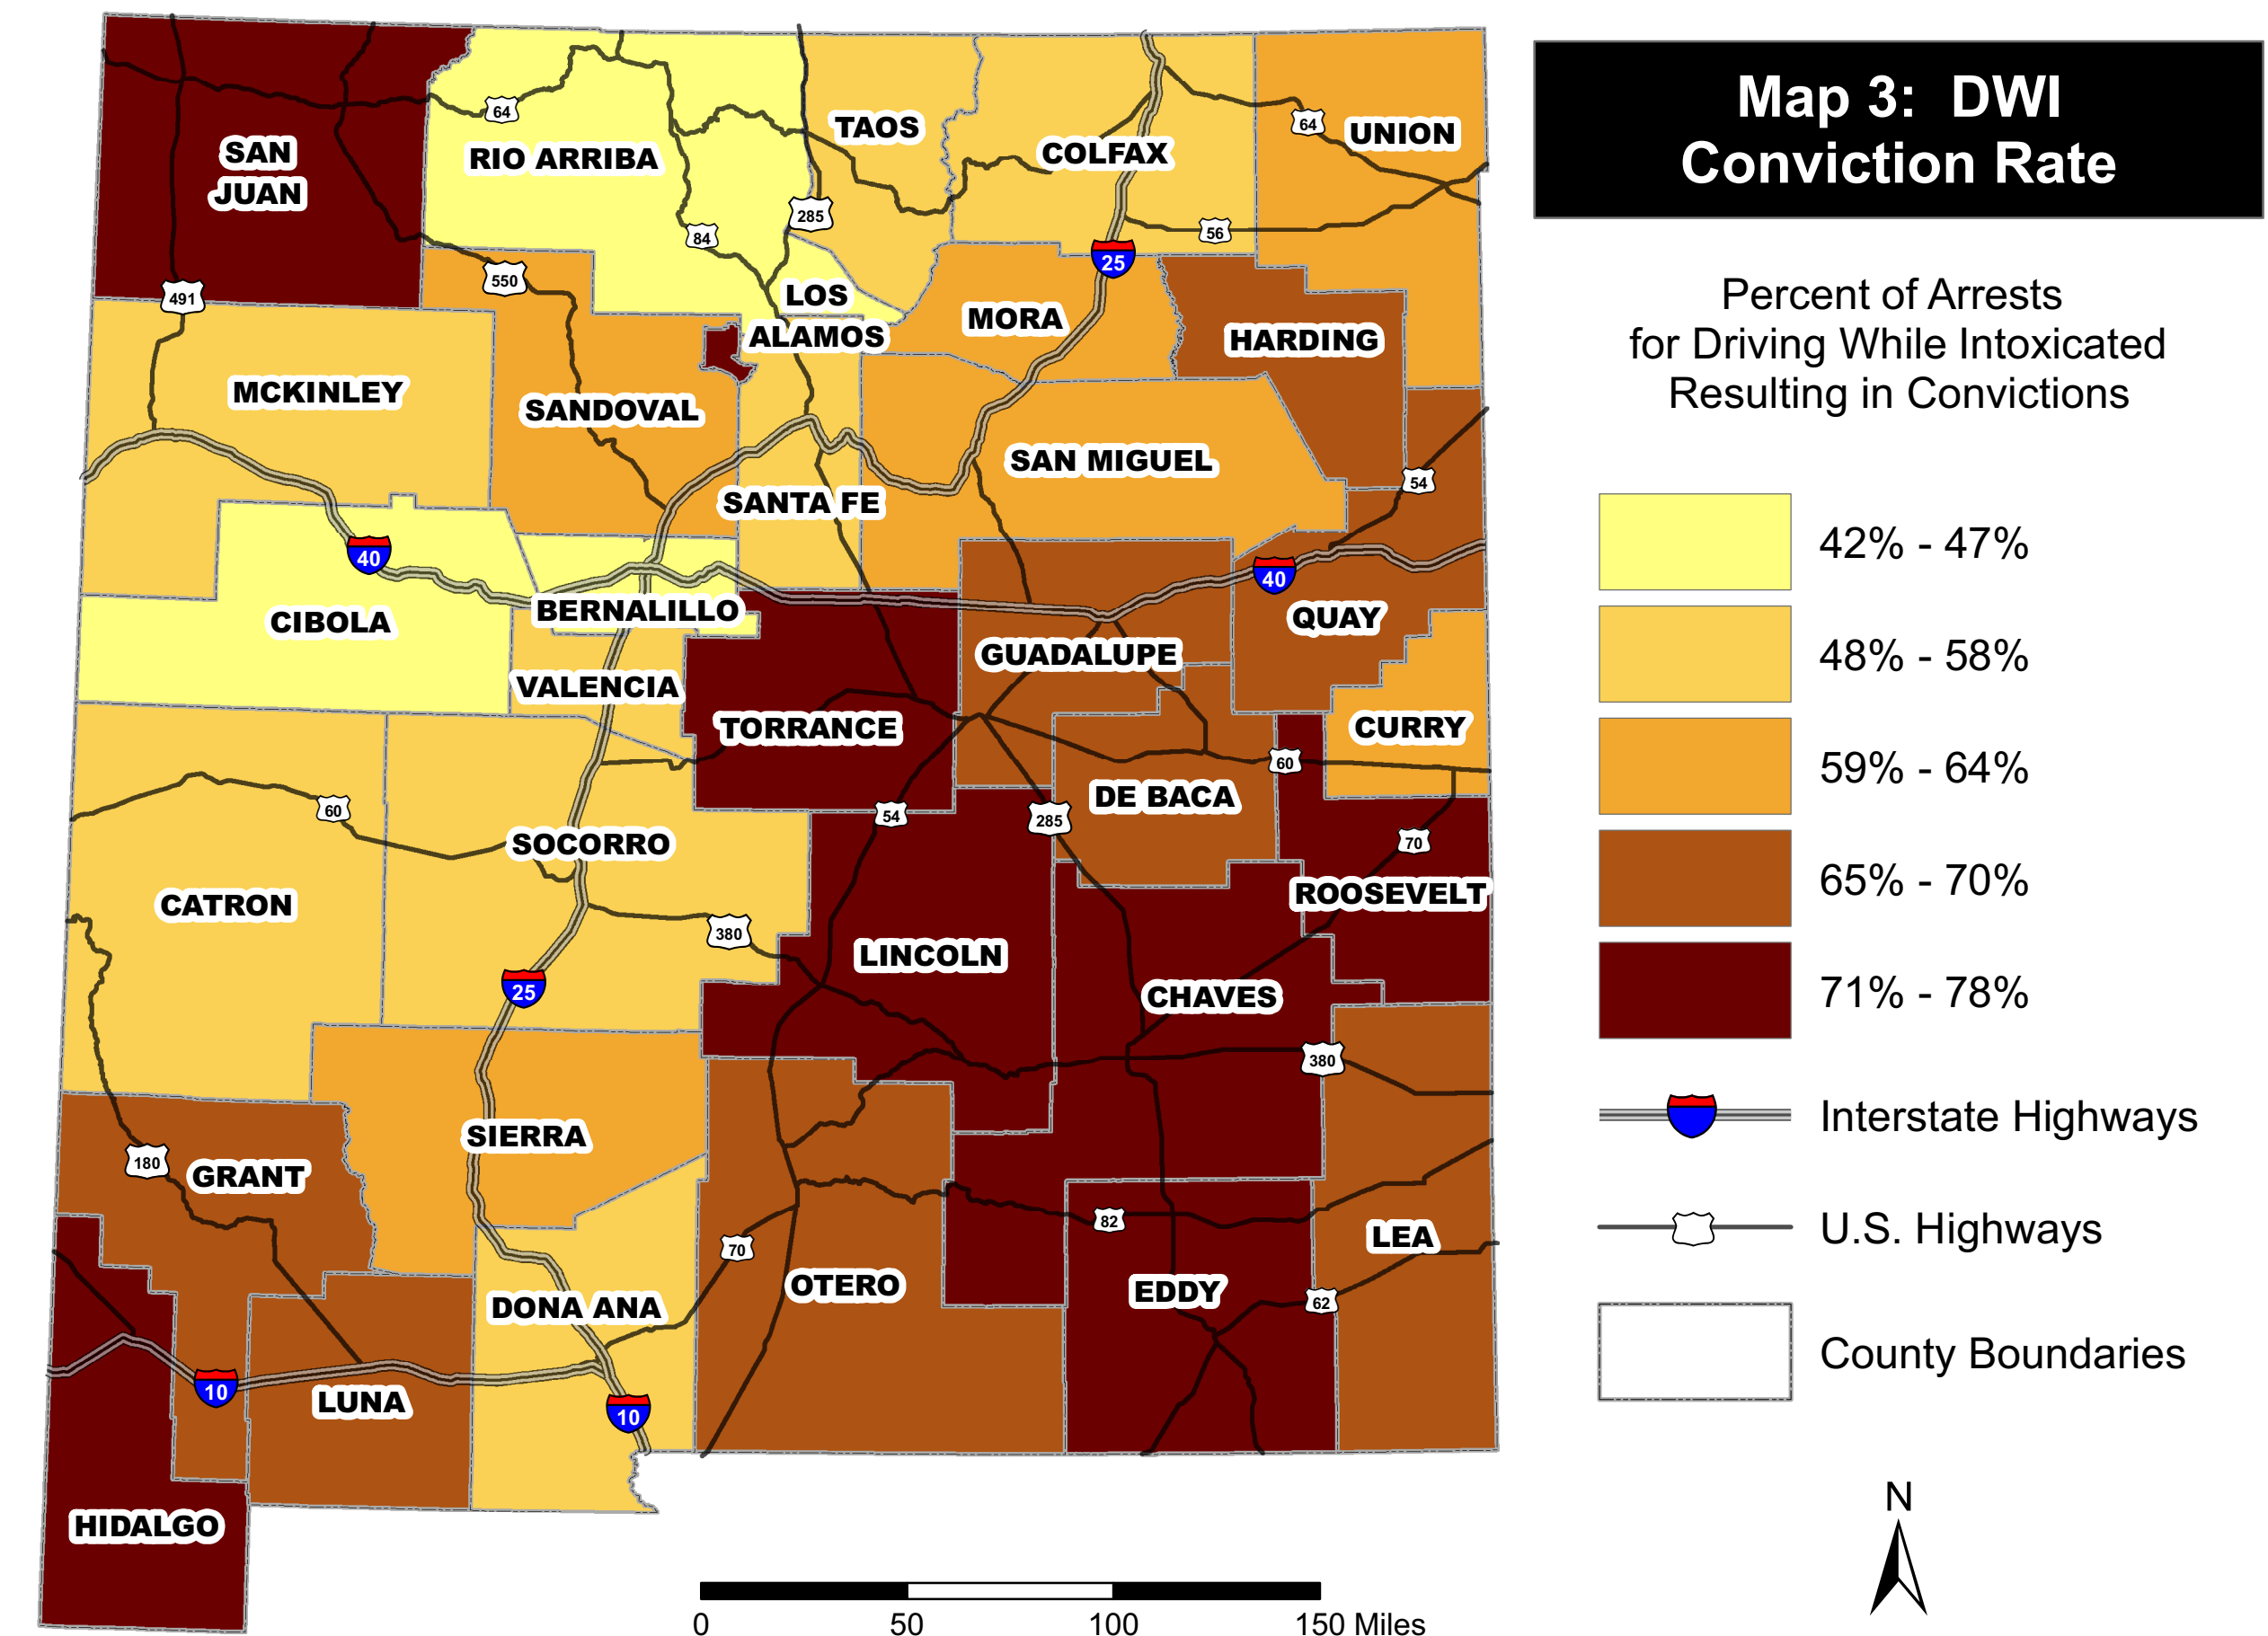 Map 3: DWI
Conviction Rate
Percent of Arrests
for Driving While Intoxicated
Resulting in Convictions
42% - 47%
48% - 58%
59% - 64%
65% - 70%
71% - 78%
Interstate Highways
U.S. Highways
County Boundaries
N
SAN
JUAN
RIO ARRIBA
TAOS
COLFAX
UNION
64
64
285
84
56
25
550
491
LOS
ALAMOS
MORA
HARDING
MCKINLEY
SANDOVAL
SAN MIGUEL
SANTA FE
54
40
40
CIBOLA
BERNALILLO
QUAY
GUADALUPE
VALENCIA
TORRANCE
CURRY
60
DE BACA
60
54
285
70
SOCORRO
CATRON
ROOSEVELT
380
LINCOLN
25
CHAVES
380
SIERRA
180
GRANT
82
70
LEA
OTERO
EDDY
DONA ANA
62
10
LUNA
10
HIDALGO
0 50 100 150 Miles